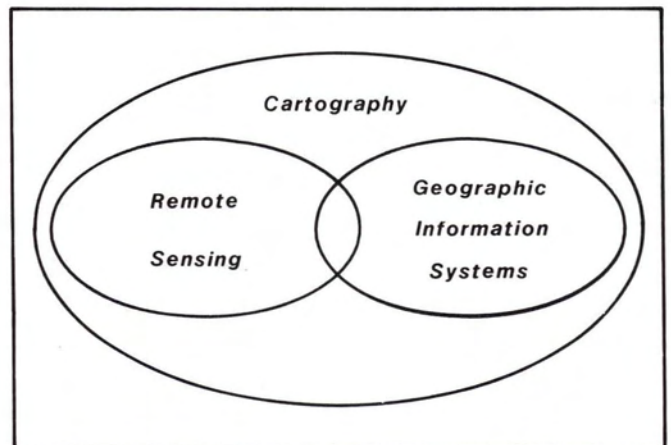 Cartography
Remote
Sensing
Geographic
Information
Systems